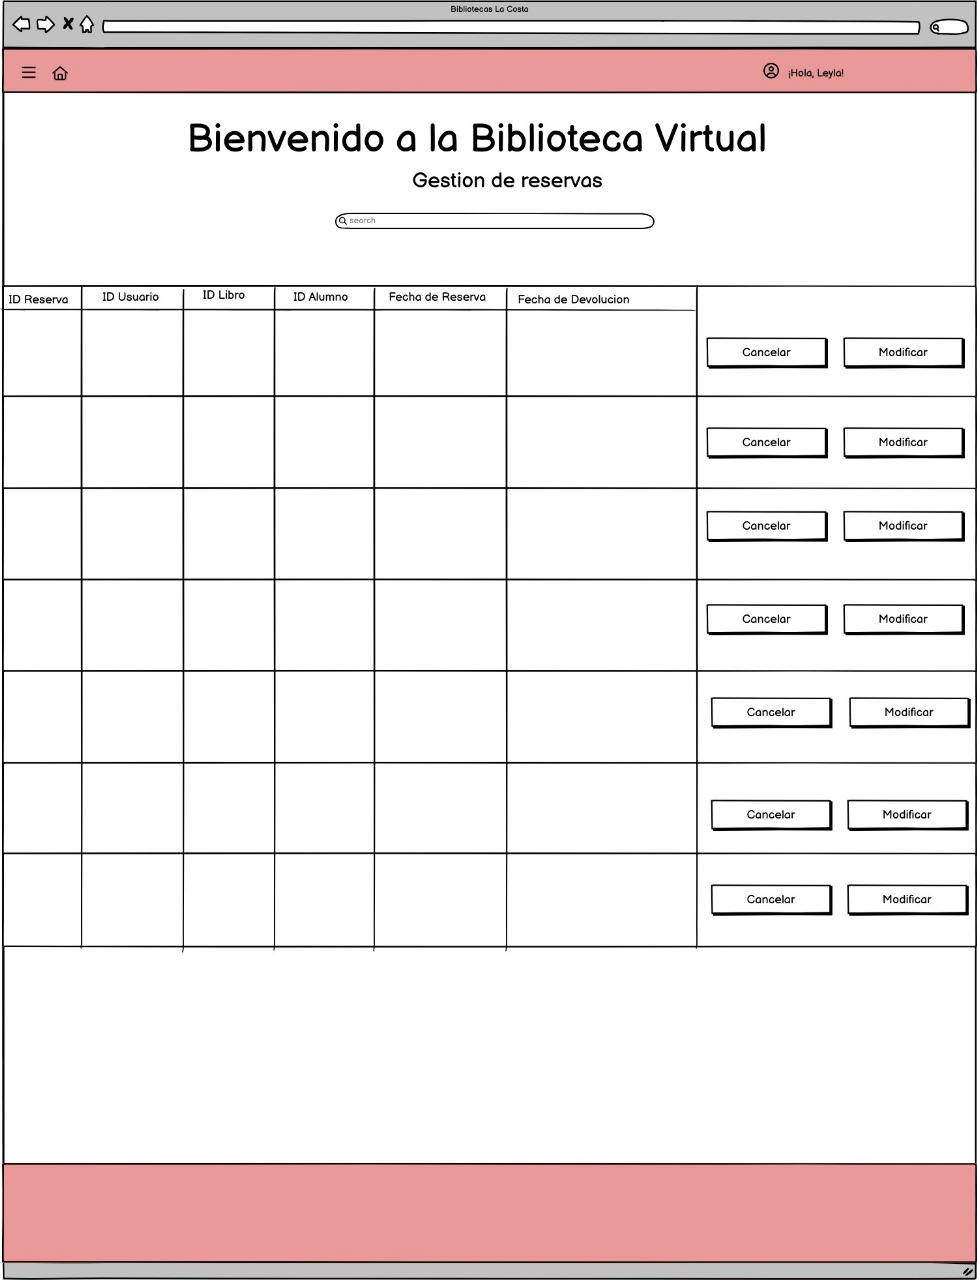 Bibliotecas La Costa
¡Hola, Leyla!
Bienvenido a la Biblioteca Virtual
Gestion de reservas
search
ID Reserva ID Usuario ID Libro ID Alumno Fecha de Reserva Fecha de Devolucion
Cancelar Modificar
Cancelar Modificar
Cancelar Modificar
Cancelar Modificar
Cancelar Modificar
Cancelar Modificar
Cancelar Modificar